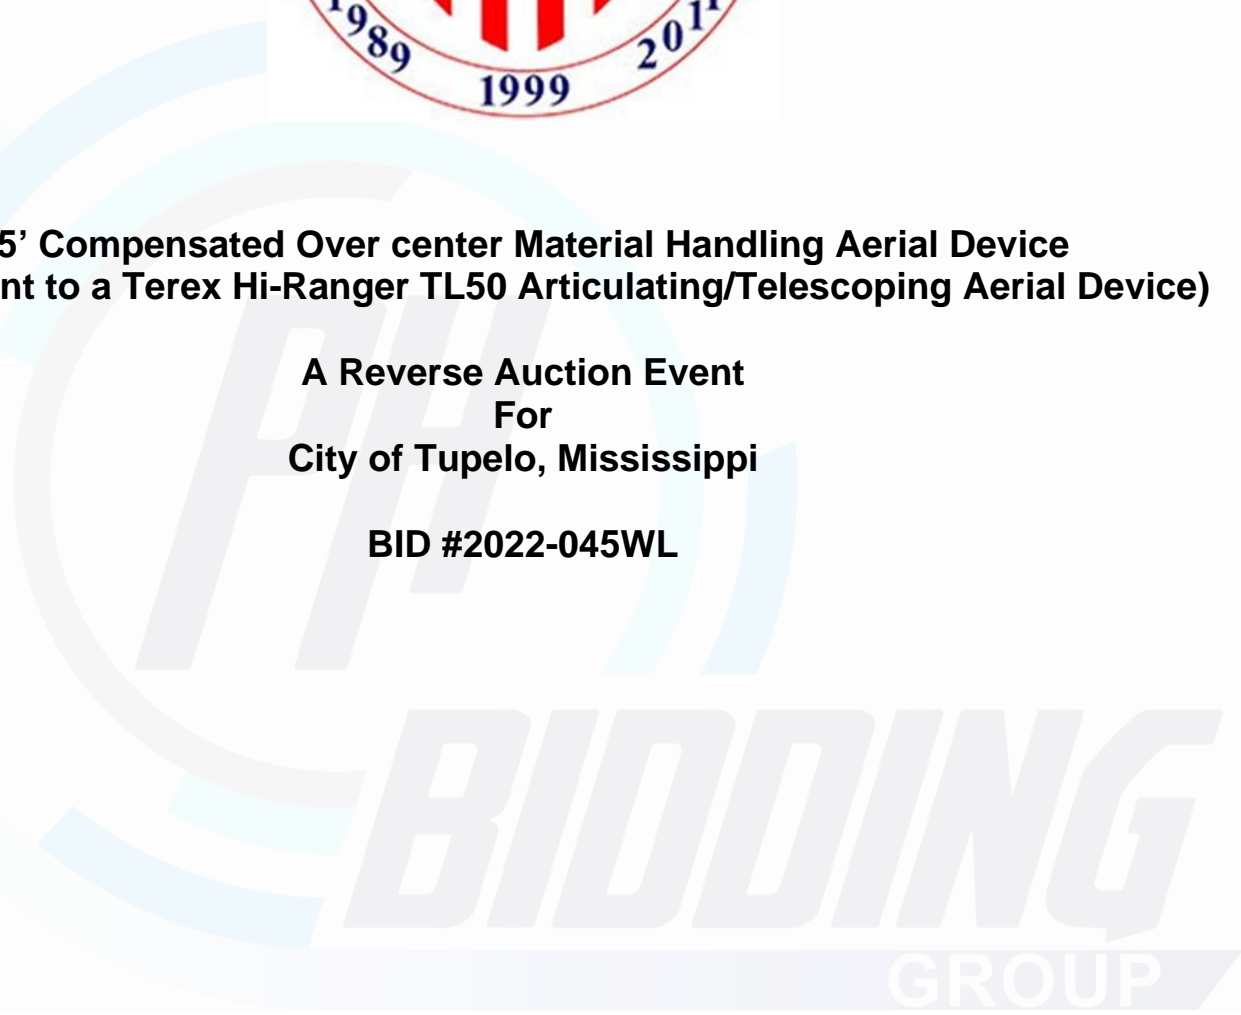 1989
1999
5’ Compensated Over center Material Handling Aerial Device
nt to a Terex Hi-Ranger TL50 Articulating/Telescoping Aerial Device)
A Reverse Auction Event
For
City of Tupelo, Mississippi
BID #2022-045WL
PH
BIDDING
GROUP